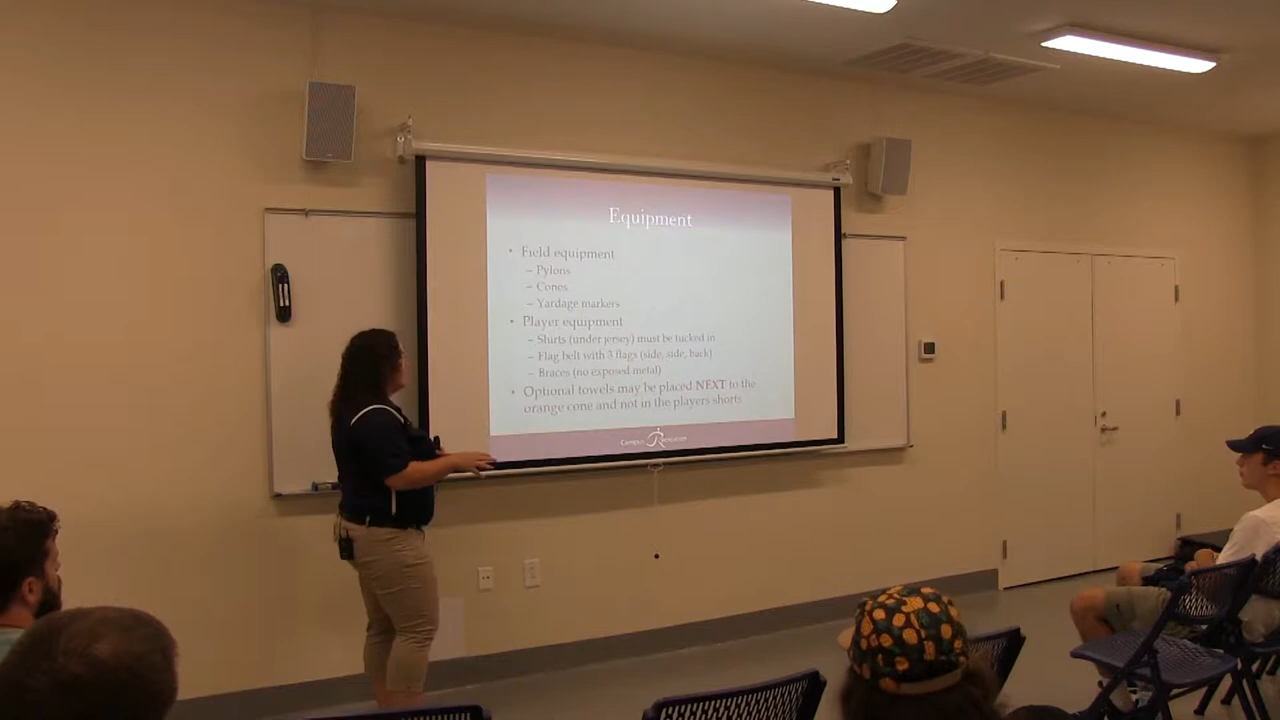 Equipment
• Field equipment
– Pylons
– Cones
– Yardage markers
• Player equipment
– Shirts (under jersey) must be tucked in
– Flag belt with 3 flags (side, side, back)
– Braces (no exposed metal)
• Optional towels may be placed NEXT to the
orange cone and not in the players shorts
Campus Recreation